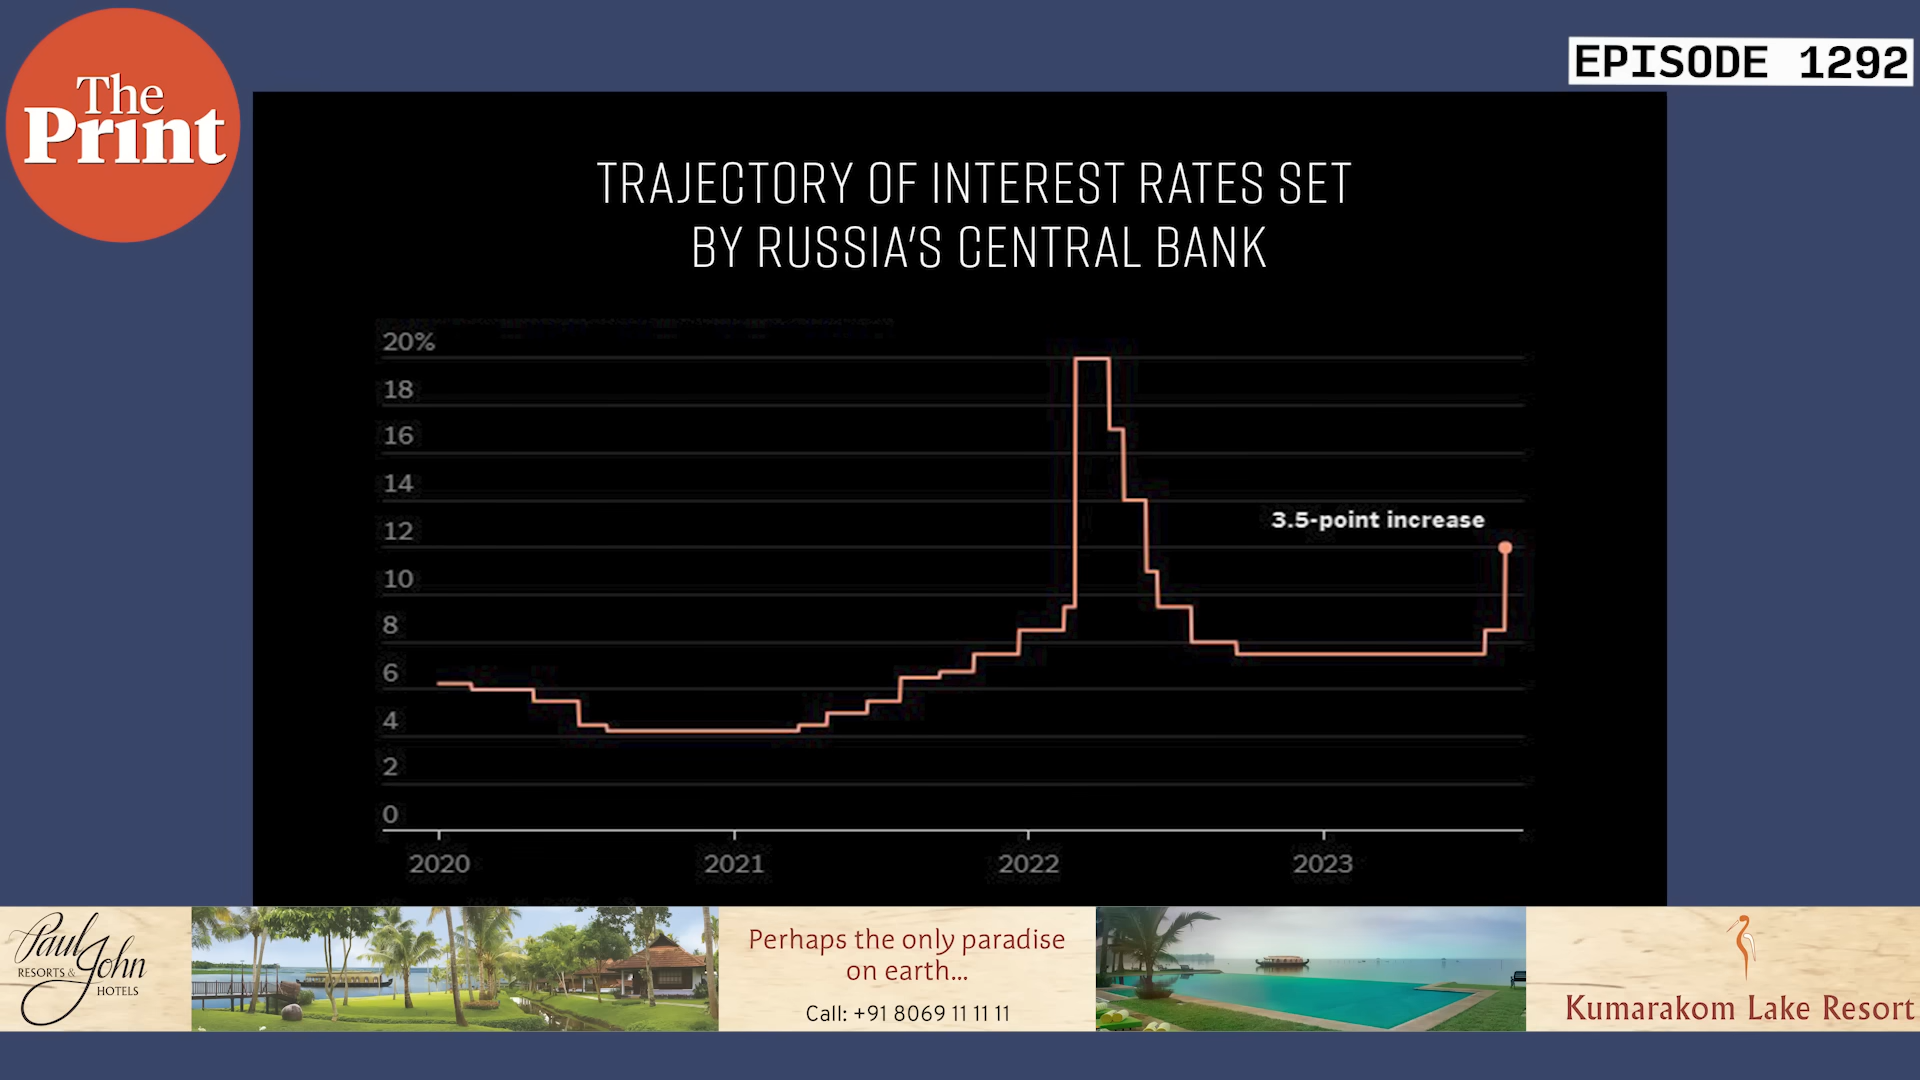 The
Print
EPISODE 1292
TRAJECTORY OF INTEREST RATES SET
BY RUSSIA'S CENTRAL BANK
20%
18
16
14
3.5-point increase
12
10
8
6
4
2
0
2020 2021 2022 2023
Paul John
RESORTS &
HOTELS
Perhaps the only paradise
on earth...
Call: +91 8069 11 11 11
Kumarakom Lake Resort